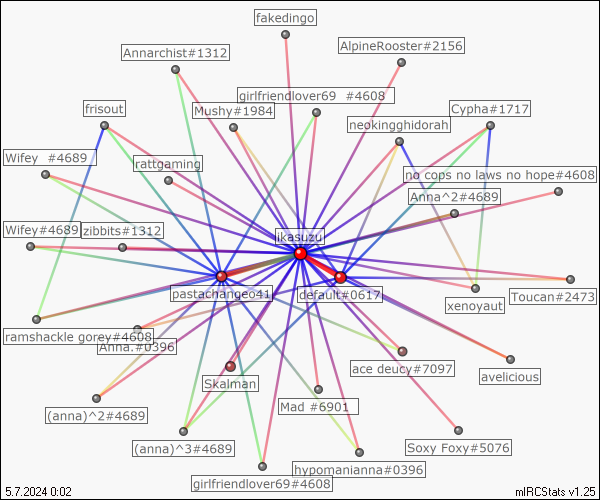 fakedingo
Annarchist#1312
AlpineRooster#2156
girlfriendlover69  #4608
frisout
Mushy#1984
Cypha#1717
neokingghidorah
Wifey  #4689
rattgaming
no cops no laws no hope#4608
Anna^2#4689
Wifey#4689
zibbits#1312
ikasuzu
pastachangeo41
default#0617
Toucan#2473
xenoyaut
ramshackle gorey#4608
Anna.#0396
ace deucy#7097
avelicious
Skalman
(anna)^2#4689
Mad #6901
(anna)^3#4689
Soxy Foxy#5076
hypomanianna#0396
girlfriendlover69#4608
5.7.2024 0:02
mIRCStats v1.25